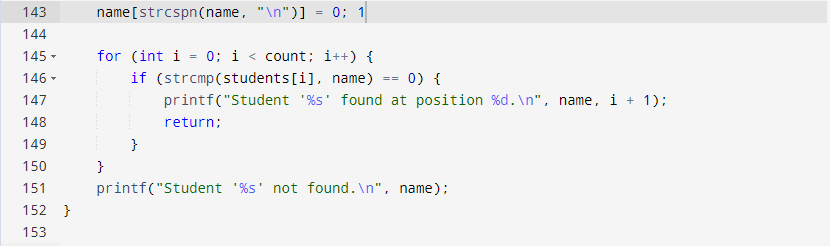 143     name[strcspn(name, "\n")] = 0; 1
144
145     for (int i = 0; i < count; i++) {
146         if (strcmp(students[i], name) == 0) {
147             printf("Student '%s' found at position %d.\n", name, i + 1);
148             return;
149         }
150     }
151     printf("Student '%s' not found.\n", name);
152 }
153